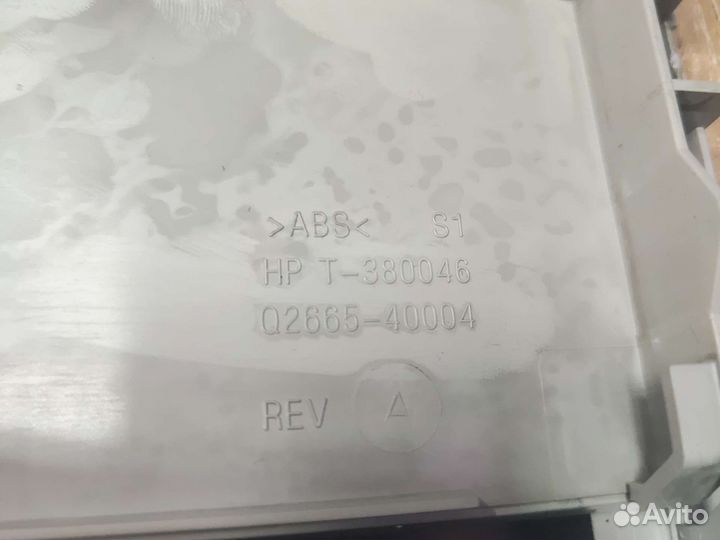 >ABS< S1
HP T-380046
Q2665-40004
REV A
Avito